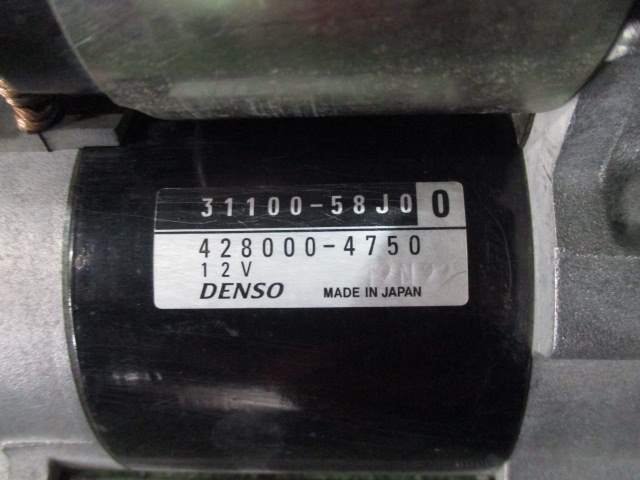 31100-58J0 0
428000-4750
12V
DENSO MADE IN JAPAN